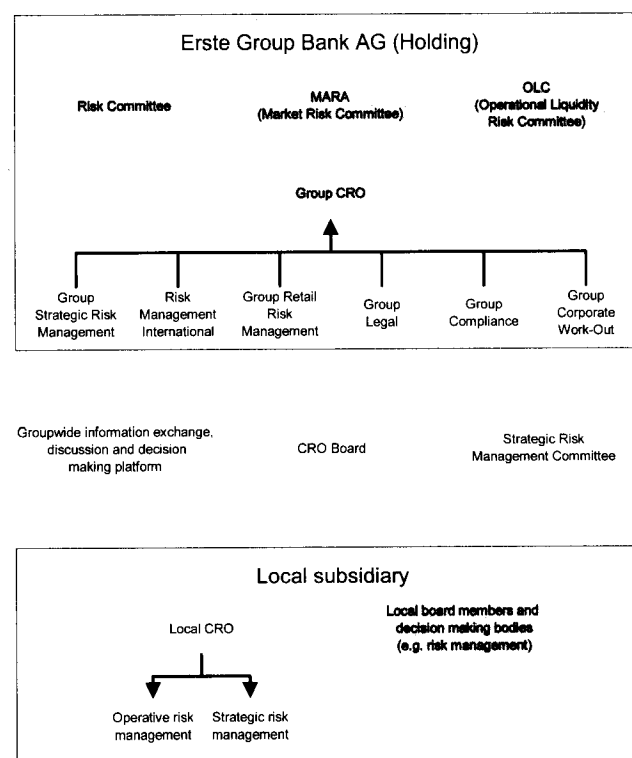 Erste Group Bank AG (Holding)
Risk Committee
MARA
(Market Risk Committee)
OLC
(Operational Liquidity
Risk Committee)
Group CRO
Group
Strategic Risk
Management
Risk
Management
International
Group Retail
Risk
Management
Group
Legal
Group
Compliance
Group
Corporate
Work-Out
Groupwide information exchange,
discussion and decision
making platform
CRO Board
Strategic Risk
Management Committee
Local subsidiary
Local CRO
Local board members and
decision making bodies
(e.g. risk management)
Operative risk
management
Strategic risk
management